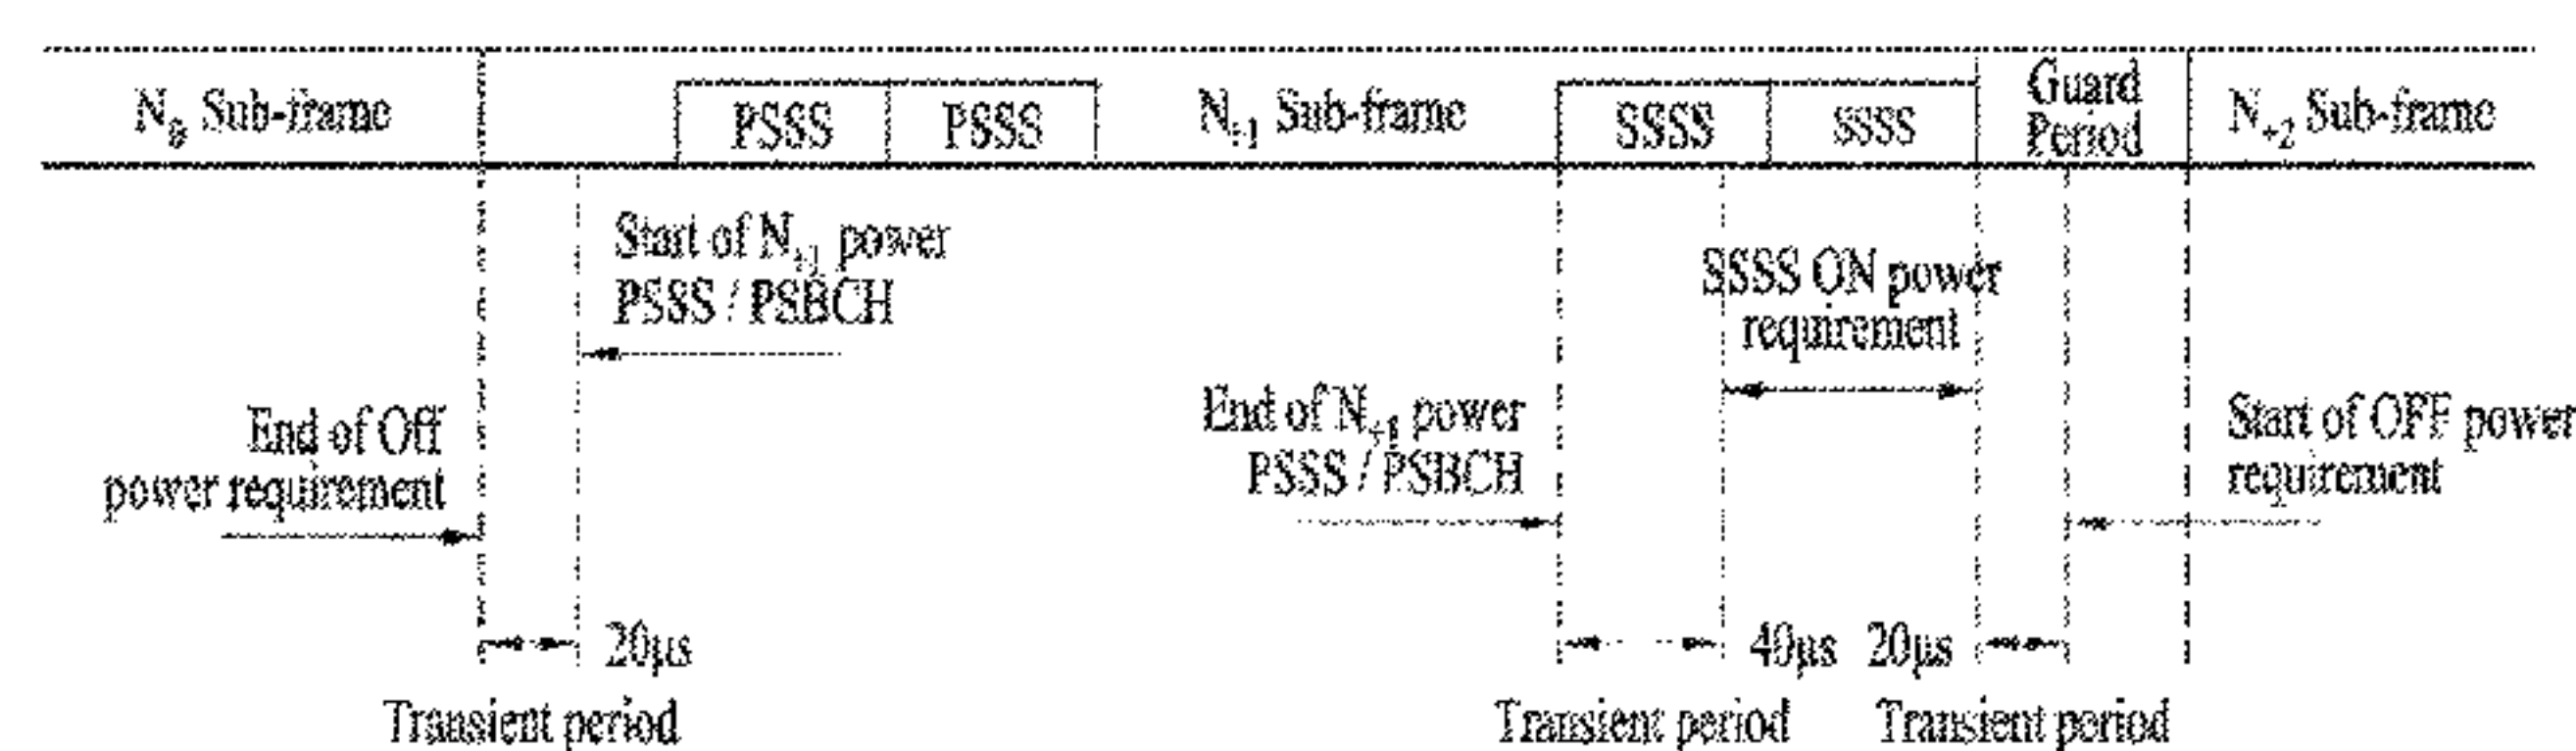 N₀ Sub-frame
PSSS
PSSS
N₊₁ Sub-frame
SSSS
SSSS
Guard
Period
N₊₂ Sub-frame
Start of N₊₁ power
PSSS / PSBCH
SSSS ON power
requirement
End of Off
power requirement
End of N₊₁ power
PSSS / PSBCH
Start of OFF power
requirement
20µs
40µs
20µs
Transient period
Transient period
Transient period